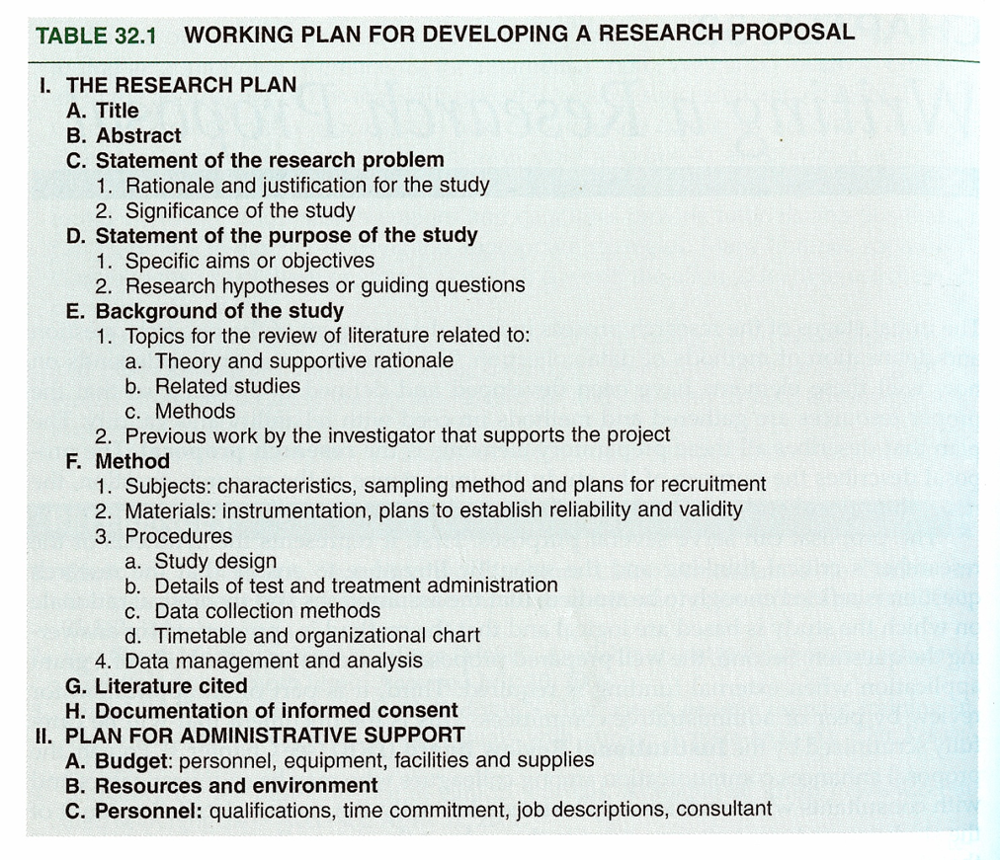 TABLE 32.1 WORKING PLAN FOR DEVELOPING A RESEARCH PROPOSAL
I. THE RESEARCH PLAN
A. Title
B. Abstract
C. Statement of the research problem
1. Rationale and justification for the study
2. Significance of the study
D. Statement of the purpose of the study
1. Specific aims or objectives
2. Research hypotheses or guiding questions
E. Background of the study
1. Topics for the review of literature related to:
a. Theory and supportive rationale
b. Related studies
c. Methods
2. Previous work by the investigator that supports the project
F. Method
1. Subjects: characteristics, sampling method and plans for recruitment
2. Materials: instrumentation, plans to establish reliability and validity
3. Procedures
a. Study design
b. Details of test and treatment administration
c. Data collection methods
d. Timetable and organizational chart
4. Data management and analysis
G. Literature cited
H. Documentation of informed consent
II. PLAN FOR ADMINISTRATIVE SUPPORT
A. Budget: personnel, equipment, facilities and supplies
B. Resources and environment
C. Personnel: qualifications, time commitment, job descriptions, consultant